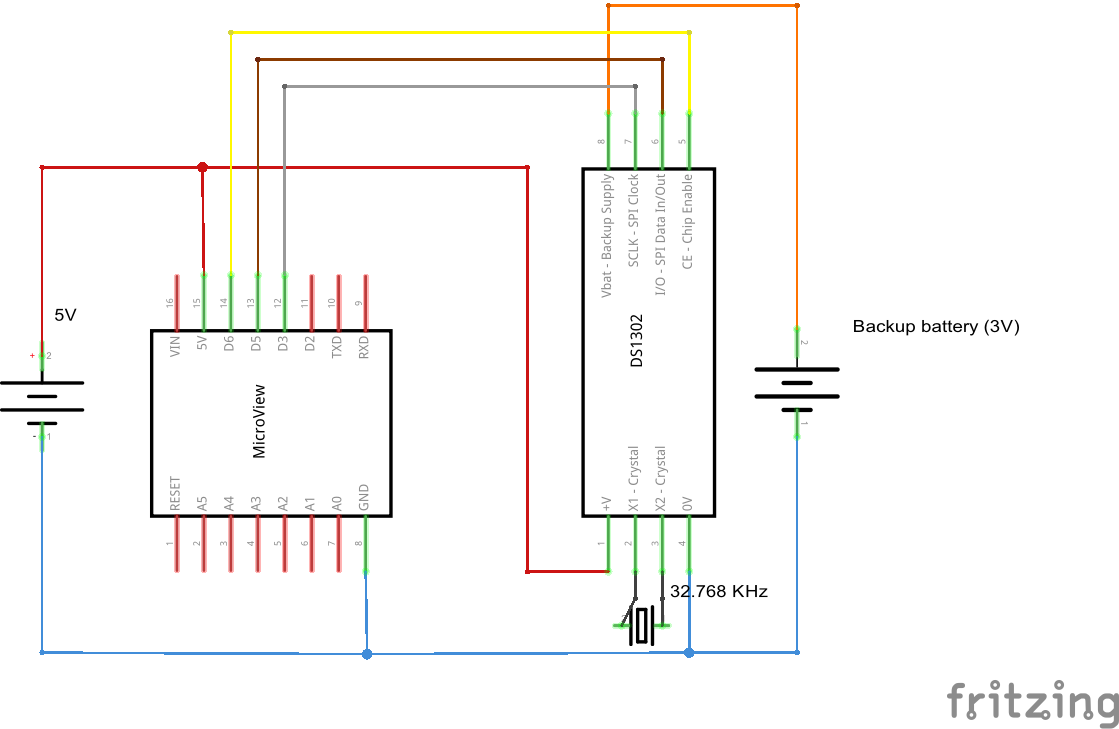 8
7
6
5
Vbat - Backup Supply
SCLK - SPI Clock
I/O - SPI Data In/Out
CE - Chip Enable
16
15
14
13
12
11
10
9
VIN
5V
D6
D5
D3
D2
TXD
RXD
5V
+
2
-
1
MicroView
DS1302
Backup battery (3V)
2
1
RESET
A5
A4
A3
A2
A1
A0
GND
1
2
3
4
5
6
7
8
+V
X1 - Crystal
X2 - Crystal
0V
1
2
3
4
32.768 KHz
fritzing